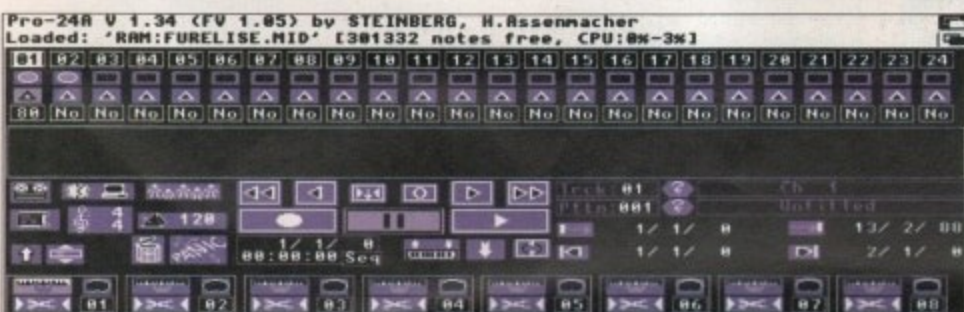 Pro-24A V 1.34 (FV 1.05) by STEINBERG, H.Assenmacher
Loaded: 'RAM:FURELISE.MID' [301332 notes free, CPU:0%-3%]
01 02 03 04 05 06 07 08 09 10 11 12 13 14 15 16 17 18 19 20 21 22 23 24
80 No No No No No No No No No No No No No No No No No No No No No No No
Trck: 01 ? Ch 1
4 4 120 Pttn: 001 ? Untitled
1/ 1/ 0 13/ 2/ 88
PANIC 1/ 1/ 0
00:00:00 Seq 1/ 1/ 0 2/ 1/ 0
01 02 03 04 05 06 07 08